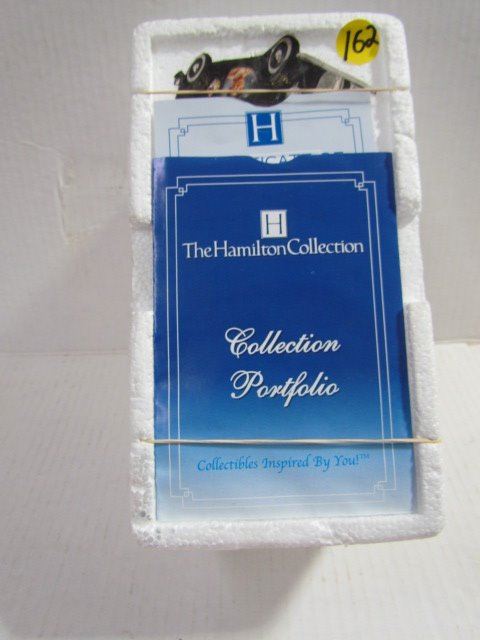 162
H
H
The Hamilton Collection
Collection
Portfolio
Collectibles Inspired By You!™